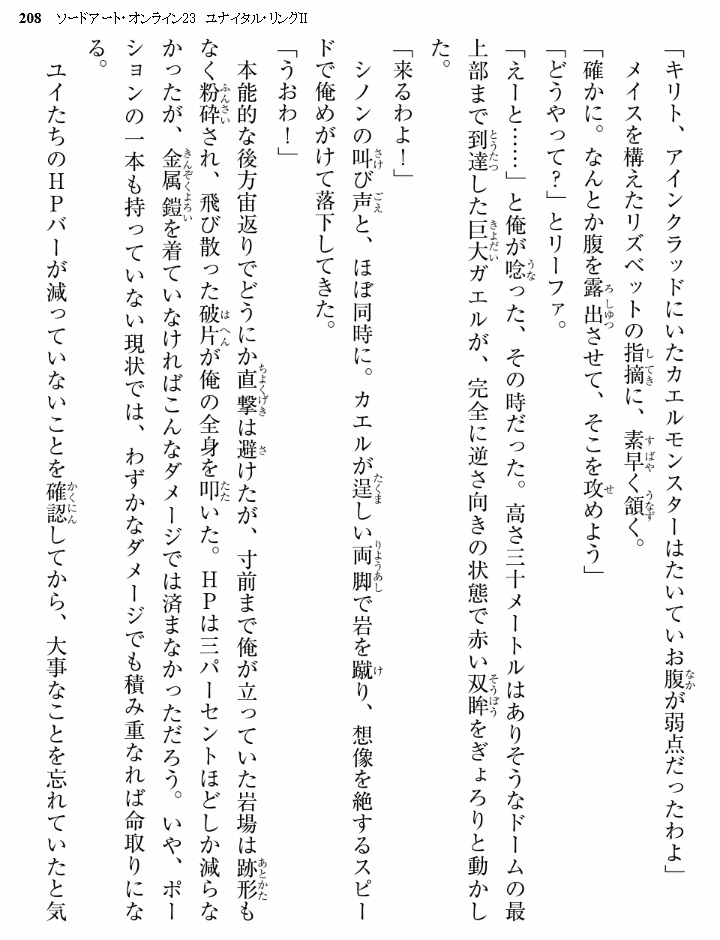 208 ソードアート・オンライン23 ユナイタル・リングⅡ
「キリト、アインクラッドにいたカエルモンスターはたいていお腹が弱点だったわよ」
メイスを構えたリズベットの指摘に、素早く頷く。
「確かに。なんとか腹を露出させて、そこを攻めよう」
「どうやって?」とリーファ。
「えーと……」と俺が唸った、その時だった。高さ三十メートルはありそうなドームの最
上部まで到達した巨大ガエルが、完全に逆さ向きの状態で赤い双眸をぎょろりと動かし
た。
「来るわよ!」
シノンの叫び声と、ほぼ同時に。カエルが逞しい両脚で岩を蹴り、想像を絶するスピー
ドで俺めがけて落下してきた。
「うおわ!」
本能的な後方宙返りでどうにか直撃は避けたが、寸前まで俺が立っていた岩場は跡形も
なく粉砕され、飛び散った破片が俺の全身を叩いた。HPは三パーセントほどしか減らな
かったが、金属鎧を着ていなければこんなダメージでは済まなかっただろう。いや、ポー
ションの一本も持っていない現状では、わずかなダメージでも積み重なれば命取りにな
る。
ユイたちのHPバーが減っていないことを確認してから、大事なことを忘れていたと気